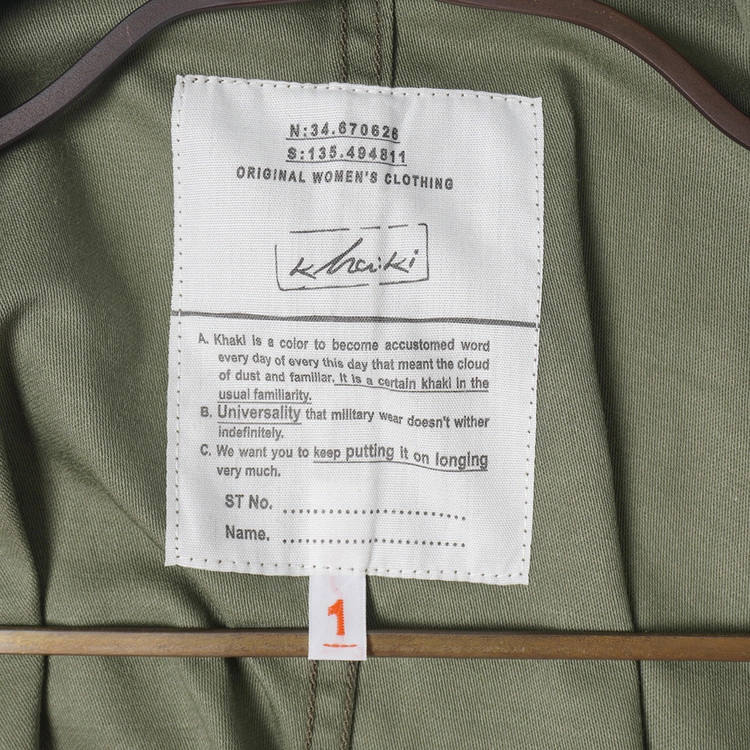 N:34.670626
S:135.494811
ORIGINAL WOMEN'S CLOTHING
khaiki
A. Khaki is a color to become accustomed word
every day of every this day that meant the cloud
of dust and familiar. It is a certain khaki in the
usual familiarity.
B. Universality that military wear doesn't wither
indefinitely.
C. We want you to keep putting it on longing
very much.
ST No. ........................
Name. ........................
1